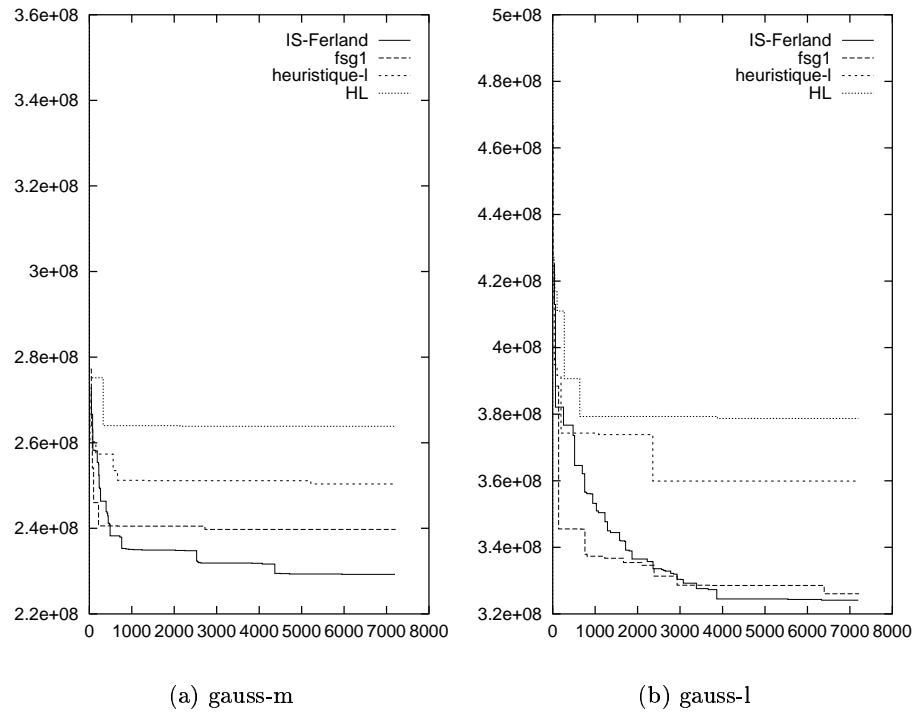 3.6e+08
3.4e+08
3.2e+08
3e+08
2.8e+08
2.6e+08
2.4e+08
2.2e+08
0 1000 2000 3000 4000 5000 6000 7000 8000
IS-Ferland
fsg1
heuristique-l
HL
(a) gauss-m
5e+08
4.8e+08
4.6e+08
4.4e+08
4.2e+08
4e+08
3.8e+08
3.6e+08
3.4e+08
3.2e+08
0 1000 2000 3000 4000 5000 6000 7000 8000
IS-Ferland
fsg1
heuristique-l
HL
(b) gauss-l